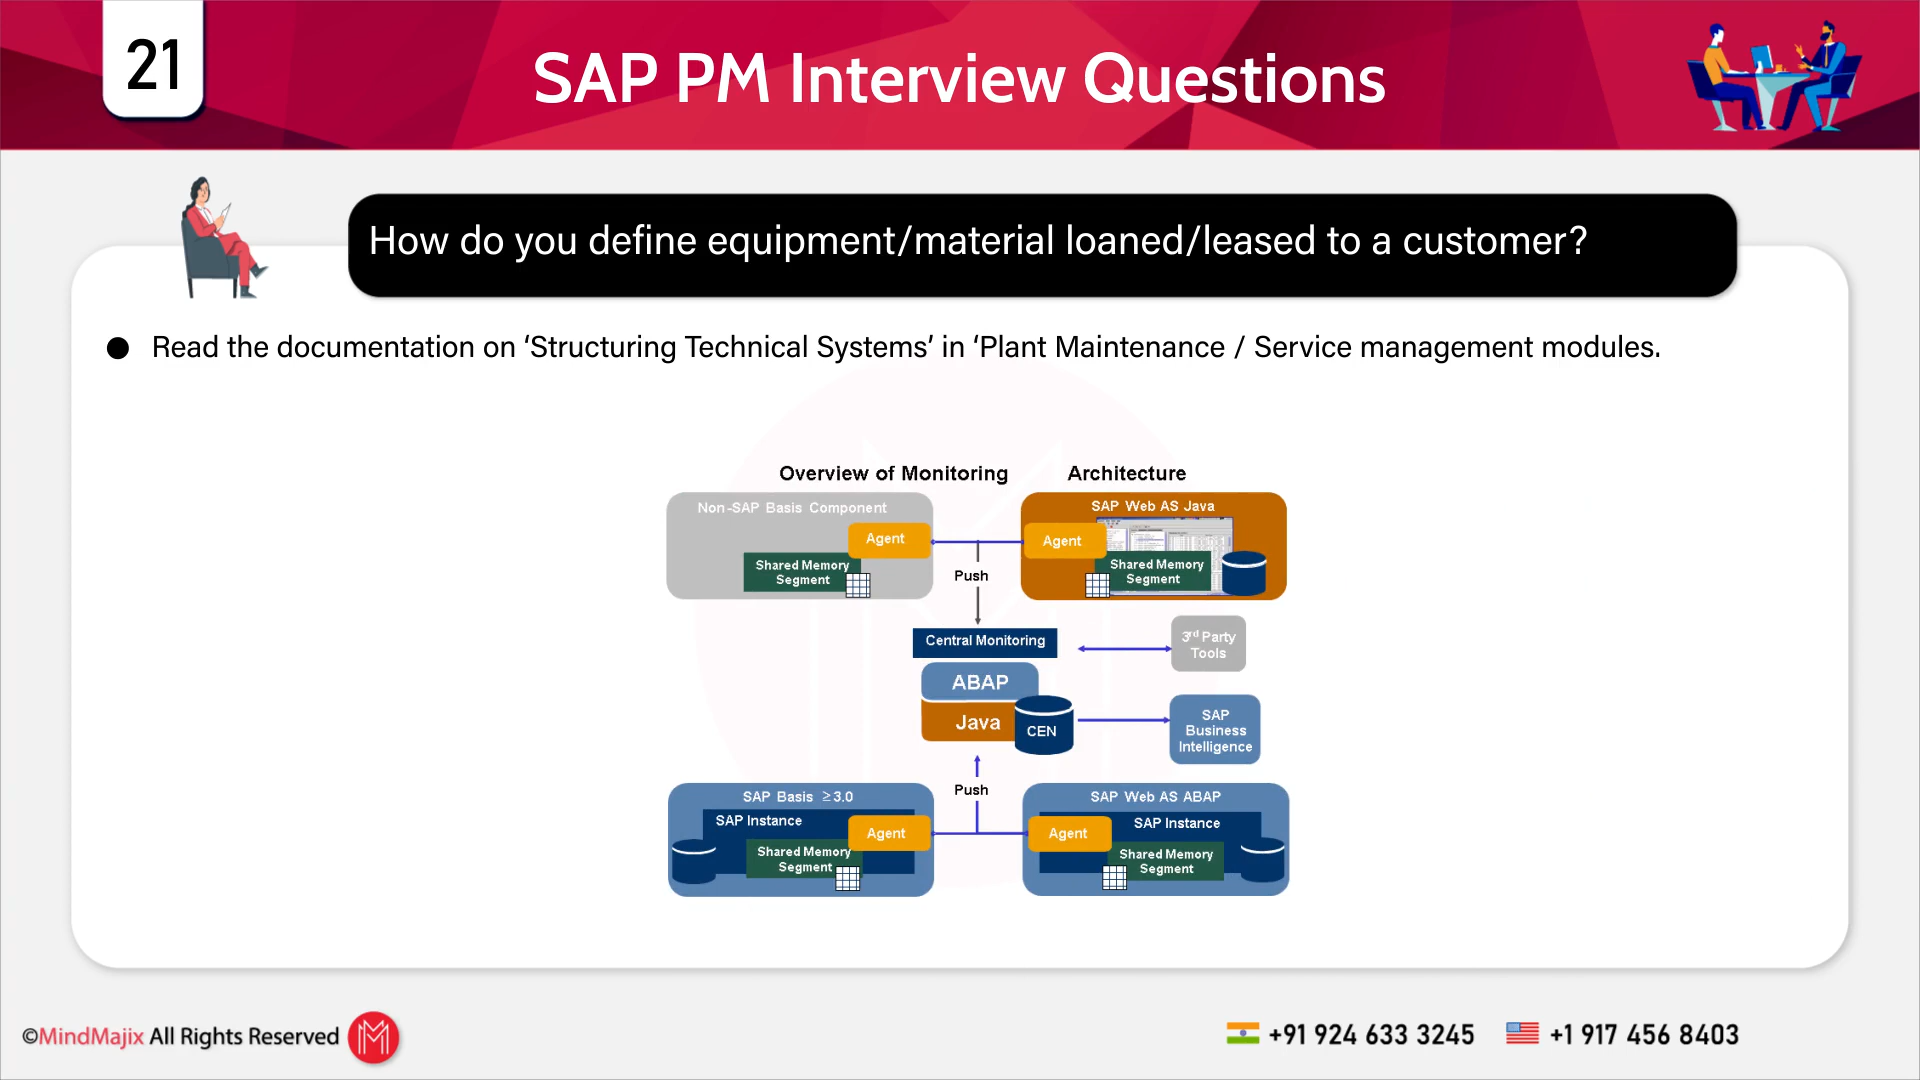 21
SAP PM Interview Questions
How do you define equipment/material loaned/leased to a customer?
● Read the documentation on ‘Structuring Technical Systems’ in ‘Plant Maintenance / Service management modules.
Overview of Monitoring Architecture
Non-SAP Basis Component
Agent
Shared Memory
Segment
SAP Web AS Java
Agent
Shared Memory
Segment
Push
Central Monitoring
3rd Party
Tools
ABAP
Java
CEN
SAP
Business
Intelligence
Push
SAP Basis ≥3.0
SAP Instance
Agent
Shared Memory
Segment
SAP Web AS ABAP
SAP Instance
Agent
Shared Memory
Segment
©MindMajix All Rights Reserved
+91 924 633 3245
+1 917 456 8403